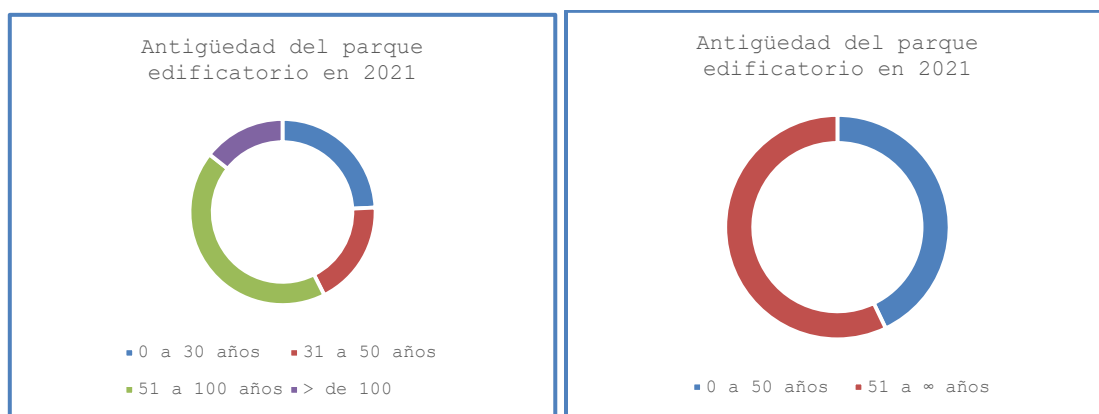 Antigüedad del parque
edificatorio en 2021
0 a 30 años
31 a 50 años
51 a 100 años
> de 100
Antigüedad del parque
edificatorio en 2021
0 a 50 años
51 a ∞ años